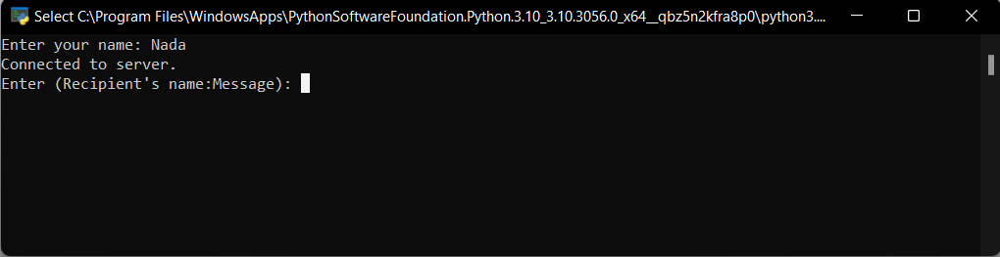 Select C:\Program Files\WindowsApps\PythonSoftwareFoundation.Python.3.10_3.10.3056.0_x64__qbz5n2kfra8p0\python3....
Enter your name: Nada
Connected to server.
Enter (Recipient's name:Message):